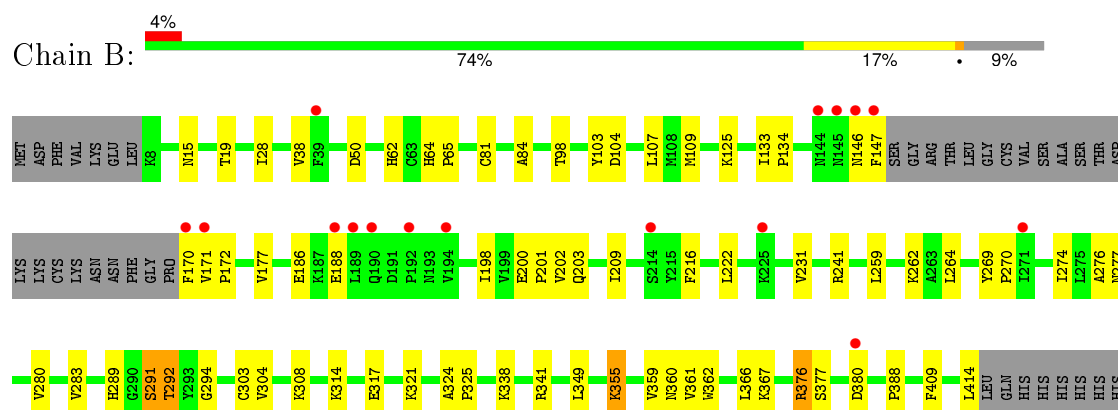 4%
Chain B:
74% 17% • 9%
MET ASP PHE VAL LYS GLU LEU K8 N15 T19 I28 V38 F39 D50 H62 C63 H64 P65 C81 A84 T98 Y103 D104 L107 M108 M109 K125 I133 P134 N144 N145 N146 F147 SER GLY ARG THR LEU GLY CYS VAL SER ALA SER THR ASP
LYS LYS CYS LYS ASN ASN PHE GLY PRO F170 V171 P172 V177 E186 K187 E188 L189 Q190 D191 P192 N193 V194 I198 V199 E200 P201 V202 Q203 I209 S214 Y215 F216 L222 K225 V231 R241 L259 K262 A263 L264 Y269 P270 I271 I274 L275 A276 N277
V280 V283 H289 G290 S291 T292 Y293 G294 C303 V304 K308 K314 E317 K321 A324 P325 K338 R341 L349 K355 V359 N360 V361 W362 L366 K367 R376 S377 D380 P388 F409 L414 LEU GLN HIS HIS HIS HIS HIS HIS